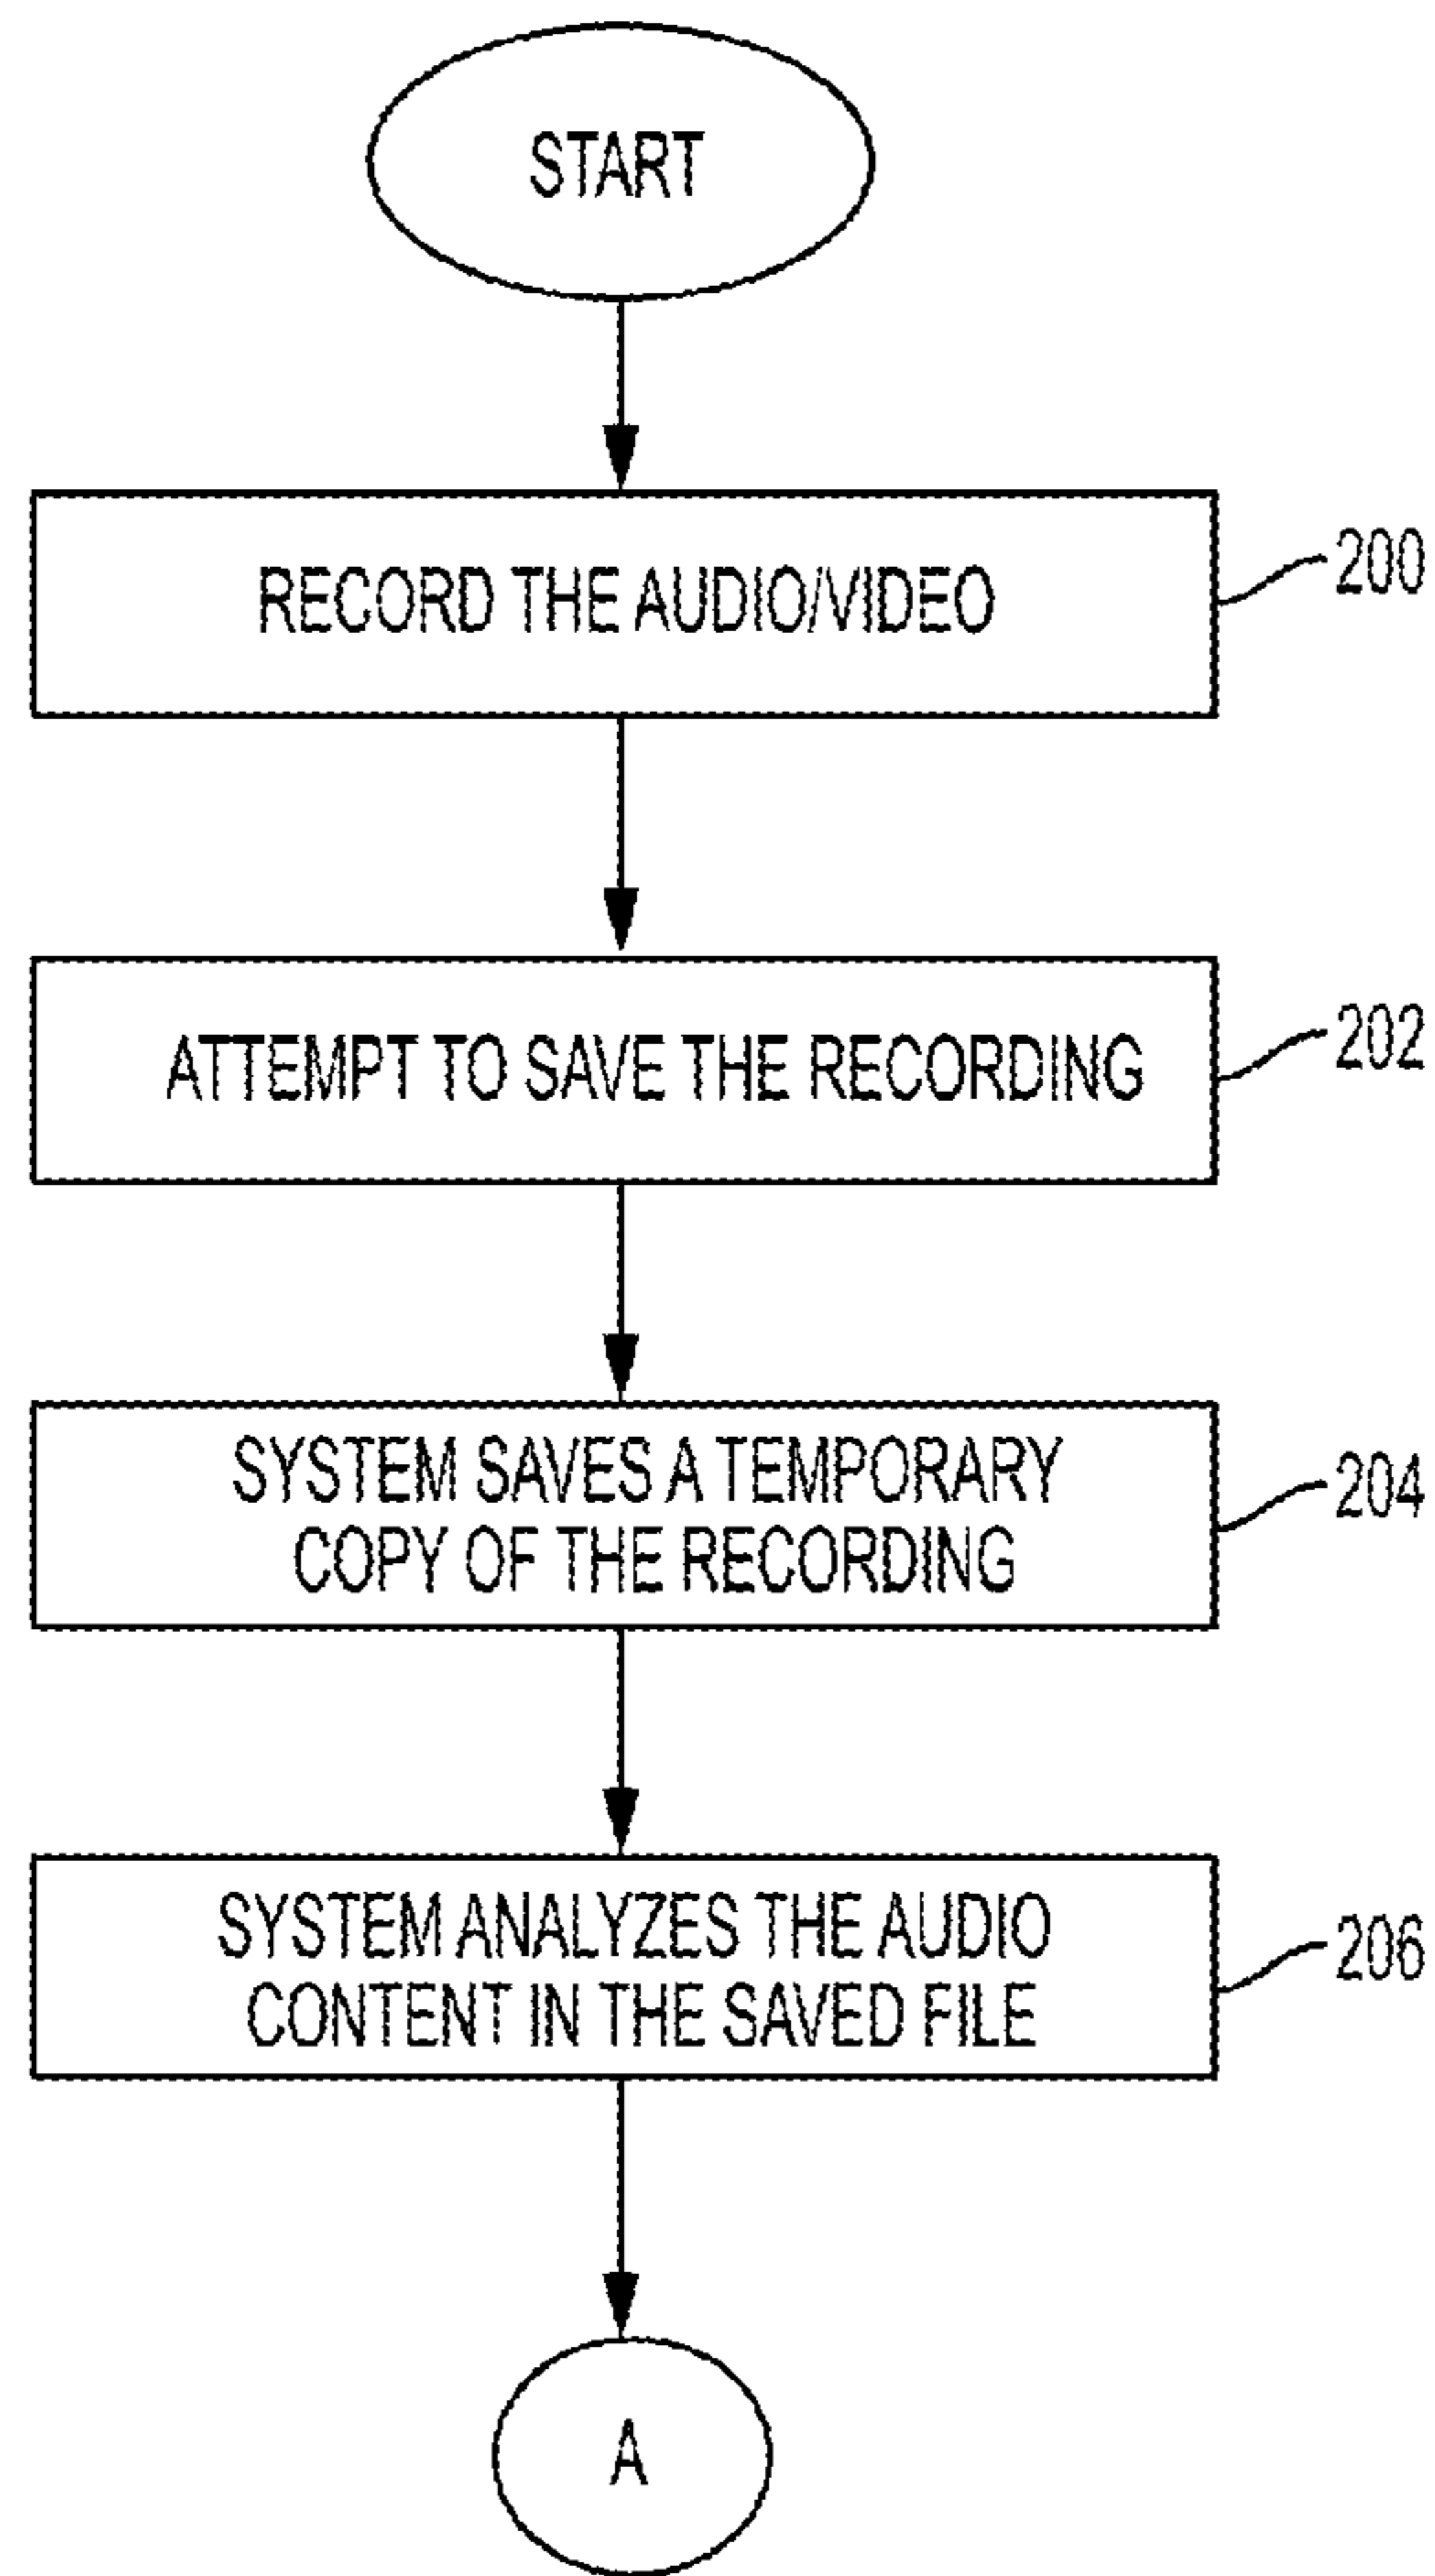 START
RECORD THE AUDIO/VIDEO
200
ATTEMPT TO SAVE THE RECORDING
202
SYSTEM SAVES A TEMPORARY
COPY OF THE RECORDING
204
SYSTEM ANALYZES THE AUDIO
CONTENT IN THE SAVED FILE
206
A